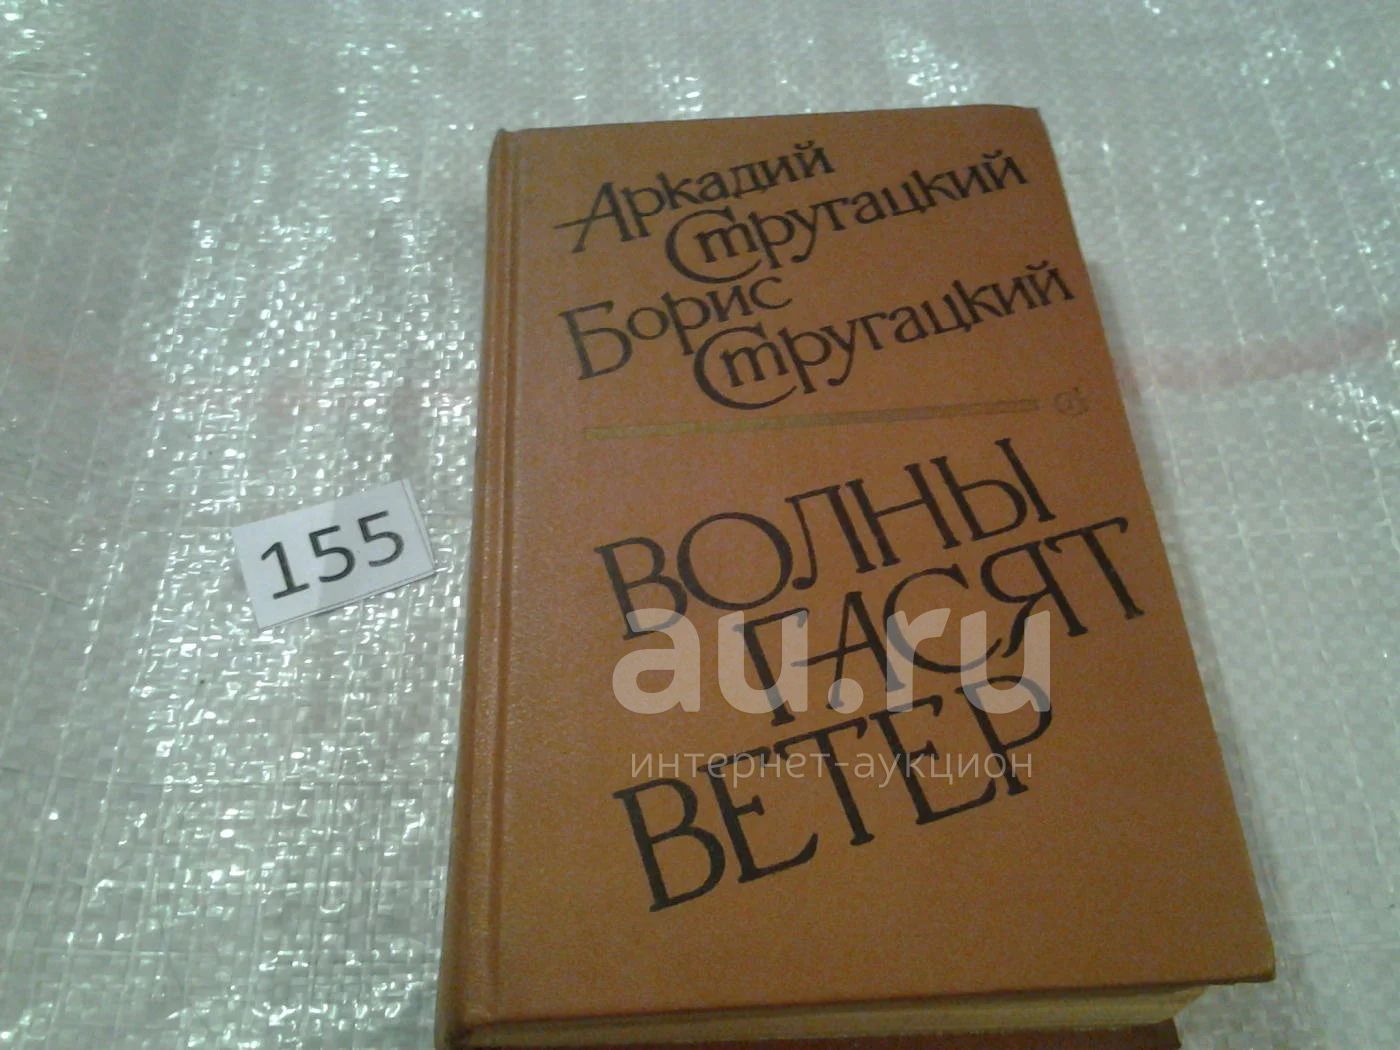 Аркадий
Стругацкий
Борис
Стругацкий
ВОЛНЫ
ГАСЯТ
ВЕТЕР
155
au.ru
интернет-аукцион